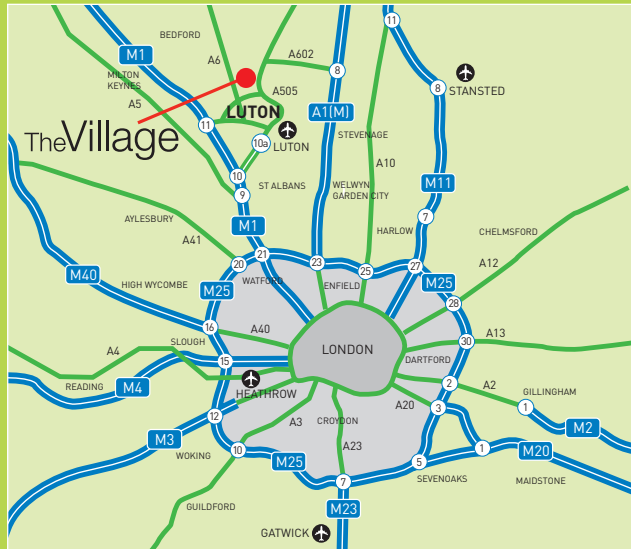 BEDFORD
A6
A602
11
M1
8
8
STANSTED
MILTON
KEYNES
A505
A5
LUTON
A1(M)
TheVillage
11
10a
LUTON
STEVENAGE
A10
10
ST ALBANS
WELWYN
GARDEN CITY
M11
9
AYLESBURY
M1
7
HARLOW
CHELMSFORD
A41
21
20
23
25
27
A12
M40
WATFORD
ENFIELD
M25
HIGH WYCOMBE
M25
28
16
A40
30
A13
SLOUGH
LONDON
A4
15
DARTFORD
READING
M4
HEATHROW
2
A2
GILLINGHAM
A20
3
1
12
A3
CROYDON
M2
M3
10
A23
1
M20
WOKING
M25
5
SEVENOAKS
7
MAIDSTONE
GUILDFORD
M23
GATWICK